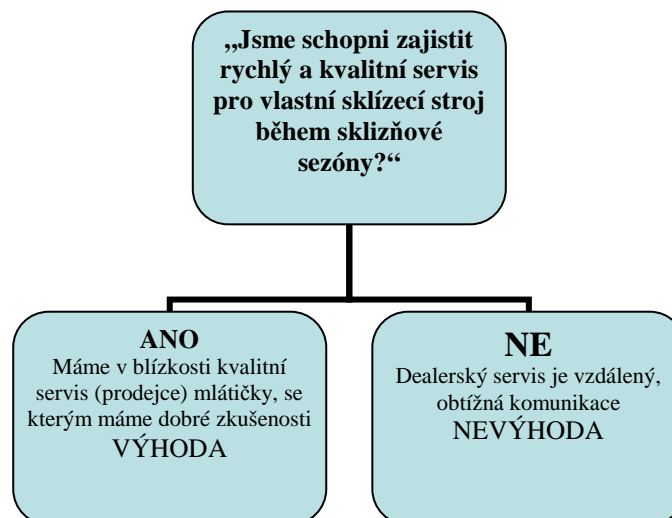 „Jsme schopni zajistit
rychlý a kvalitní servis
pro vlastní sklízecí stroj
během sklizňové
sezóny?“
ANO
Máme v blízkosti kvalitní
servis (prodejce) mlátičky, se
kterým máme dobré zkušenosti
VÝHODA
NE
Dealerský servis je vzdálený,
obtížná komunikace
NEVÝHODA